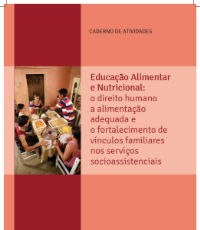 CADERNO DE ATIVIDADES
Educação Alimentar
e Nutricional:
o direito humano
a alimentação
adequada e
o fortalecimento de
vínculos familiares
nos serviços
socioassistenciais